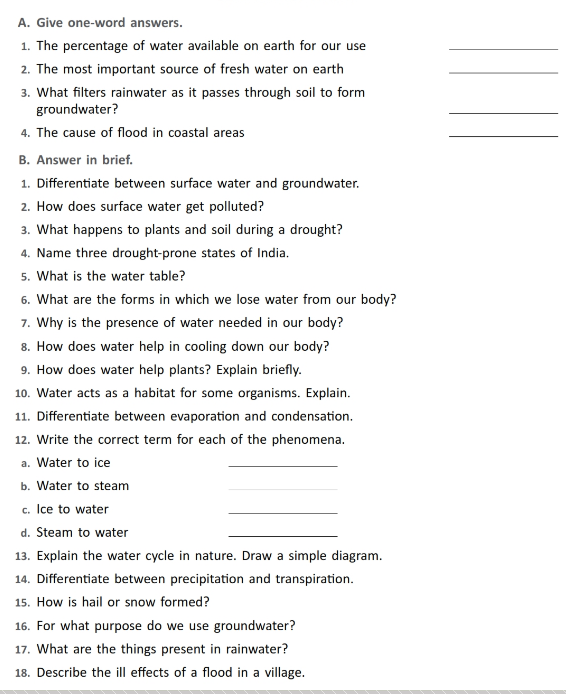 A. Give one-word answers.
1. The percentage of water available on earth for our use
2. The most important source of fresh water on earth
3. What filters rainwater as it passes through soil to form
groundwater?
4. The cause of flood in coastal areas
B. Answer in brief.
1. Differentiate between surface water and groundwater.
2. How does surface water get polluted?
3. What happens to plants and soil during a drought?
4. Name three drought-prone states of India.
5. What is the water table?
6. What are the forms in which we lose water from our body?
7. Why is the presence of water needed in our body?
8. How does water help in cooling down our body?
9. How does water help plants? Explain briefly.
10. Water acts as a habitat for some organisms. Explain.
11. Differentiate between evaporation and condensation.
12. Write the correct term for each of the phenomena.
a. Water to ice
b. Water to steam
c. Ice to water
d. Steam to water
13. Explain the water cycle in nature. Draw a simple diagram.
14. Differentiate between precipitation and transpiration.
15. How is hail or snow formed?
16. For what purpose do we use groundwater?
17. What are the things present in rainwater?
18. Describe the ill effects of a flood in a village.